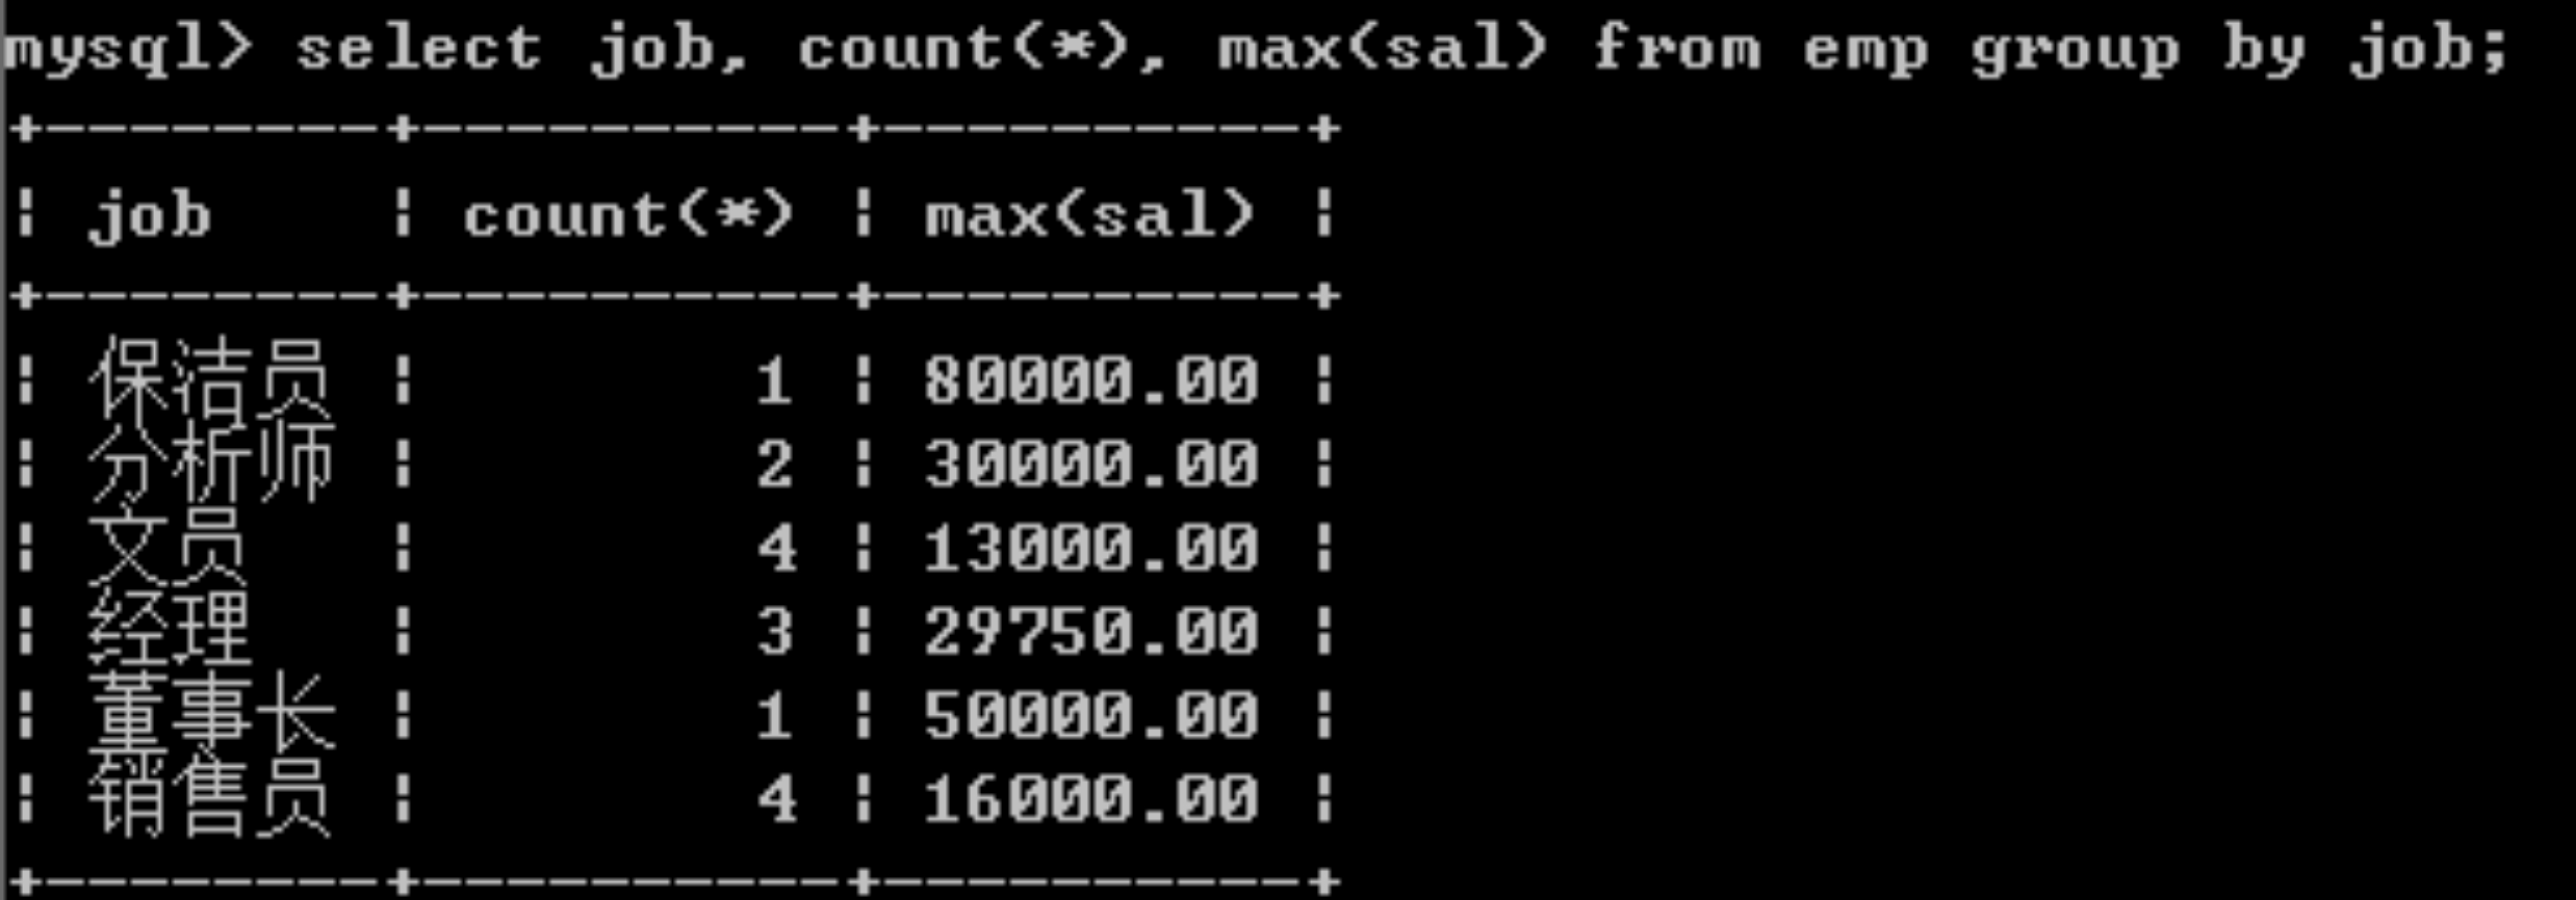 mysql> select job, count(*), max(sal) from emp group by job;
+---------+----------+----------+
| job | count(*) | max(sal) |
+---------+----------+----------+
| 保洁员 | 1 | 80000.00 |
| 分析师 | 2 | 30000.00 |
| 文员 | 4 | 13000.00 |
| 经理 | 3 | 29750.00 |
| 董事长 | 1 | 50000.00 |
| 销售员 | 4 | 16000.00 |
+---------+----------+----------+